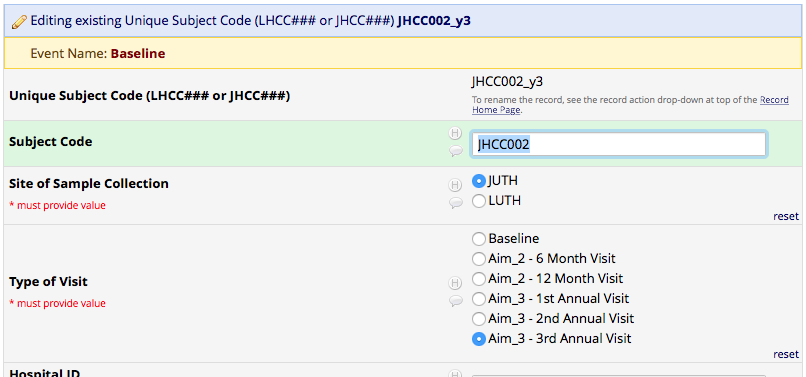 Editing existing Unique Subject Code (LHCC### or JHCC###) JHCC002_y3
Event Name: Baseline
Unique Subject Code (LHCC### or JHCC###)
JHCC002_y3
To rename the record, see the record action drop-down at top of the Record
Home Page.
Subject Code
H
JHCC002
Site of Sample Collection
* must provide value
H
JUTH
LUTH
reset
Type of Visit
* must provide value
H
Baseline
Aim_2 - 6 Month Visit
Aim_2 - 12 Month Visit
Aim_3 - 1st Annual Visit
Aim_3 - 2nd Annual Visit
Aim_3 - 3rd Annual Visit
reset
Hospital ID
H